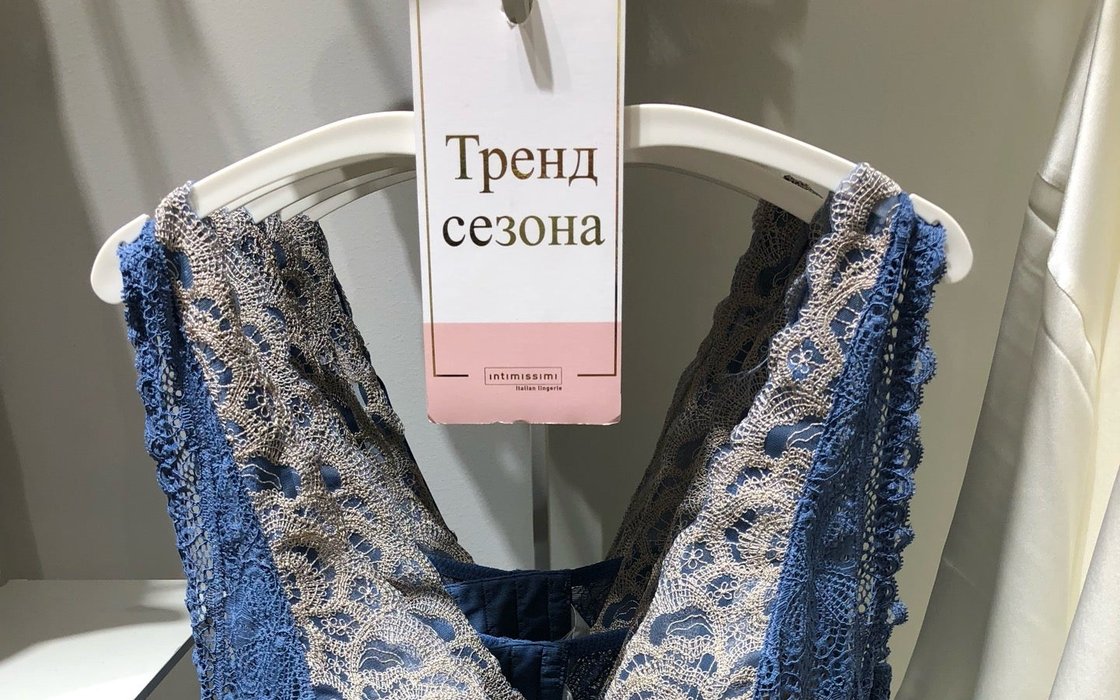 Тренд
сезона
intimissimi
Italian lingerie